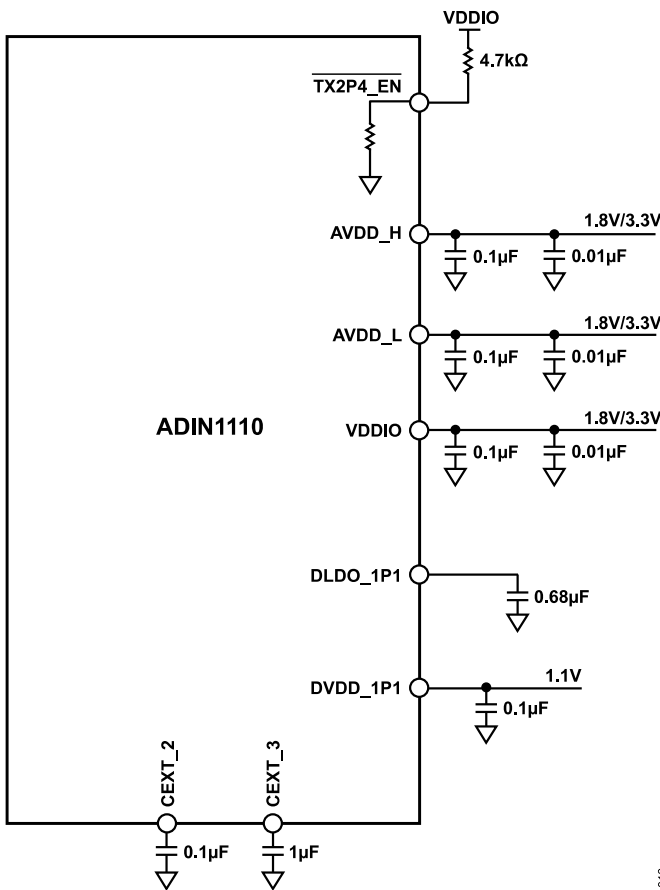 VDDIO
4.7kΩ
TX2P4_EN
AVDD_H
1.8V/3.3V
0.1µF
0.01µF
AVDD_L
1.8V/3.3V
0.1µF
0.01µF
ADIN1110
VDDIO
1.8V/3.3V
0.1µF
0.01µF
DLDO_1P1
0.68µF
DVDD_1P1
1.1V
0.1µF
CEXT_2
CEXT_3
0.1µF
1µF